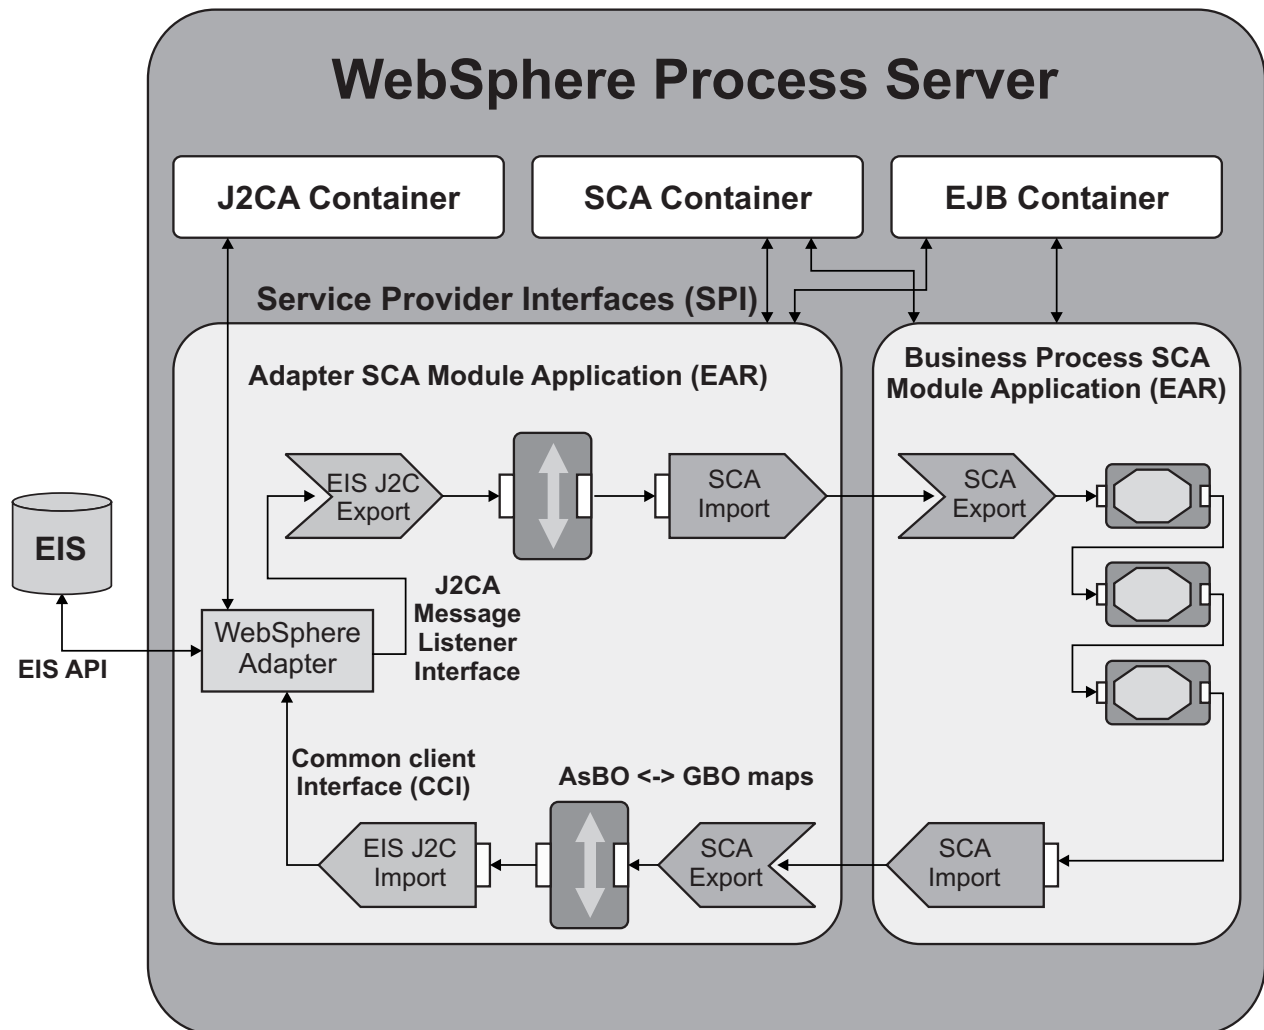 WebSphere Process Server
J2CA Container
SCA Container
EJB Container
Service Provider Interfaces (SPI)
Adapter SCA Module Application (EAR)
Business Process SCA
Module Application (EAR)
EIS J2C
Export
SCA
Import
SCA
Export
EIS
EIS API
WebSphere
Adapter
J2CA
Message
Listener
Interface
Common client
Interface (CCI)
AsBO <-> GBO maps
EIS J2C
Import
SCA
Export
SCA
Import